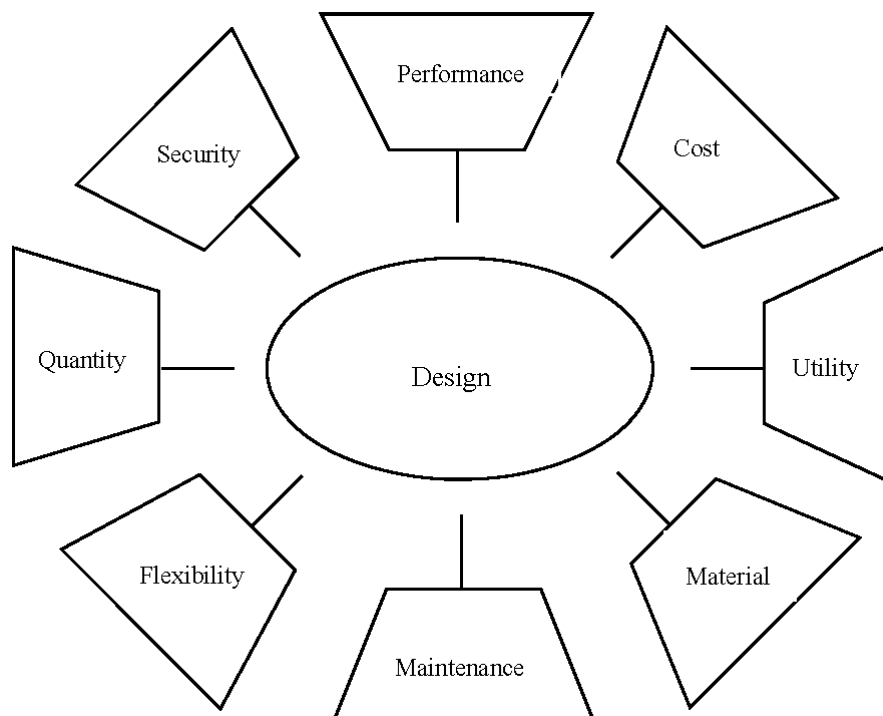 Performance
Security
Cost
Quantity
Design
Utility
Flexibility
Material
Maintenance